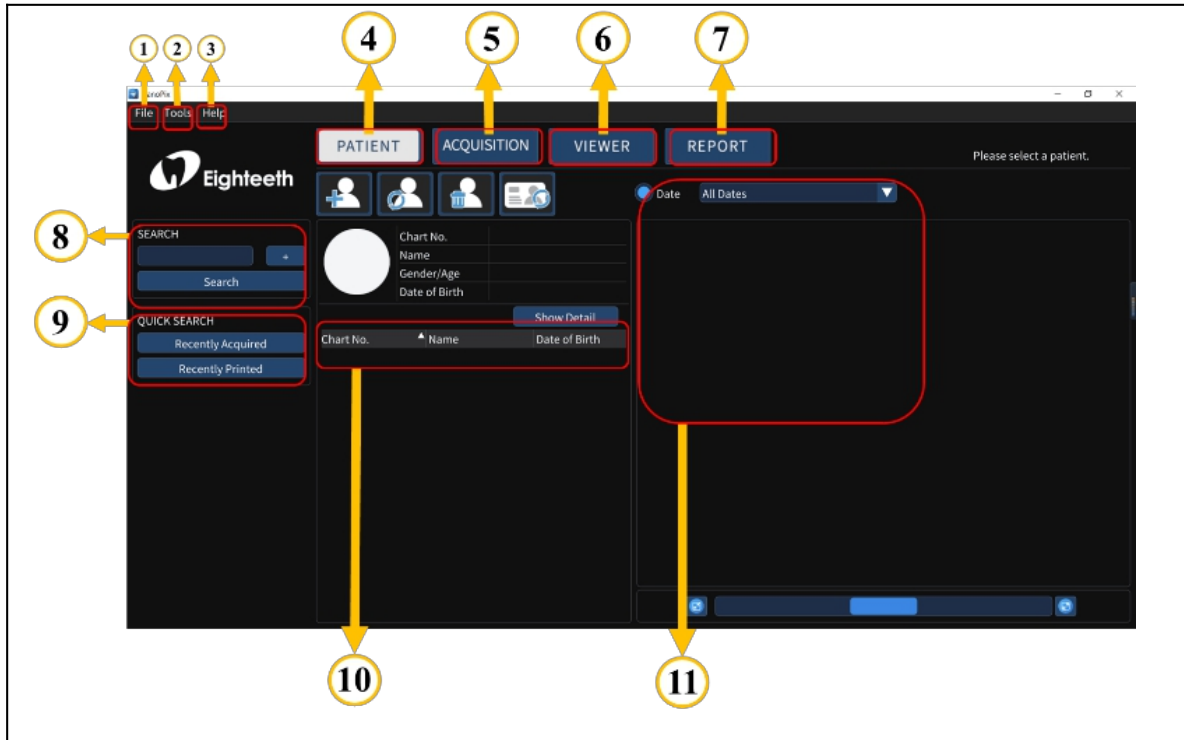 1 2 3 4 5 6 7
File Tools Help
PATIENT ACQUISITION VIEWER REPORT
Please select a patient.
Eighteeth
Date All Dates
8
SEARCH
+
Search
Chart No.
Name
Gender/Age
Date of Birth
Show Detail
9
QUICK SEARCH
Recently Acquired
Recently Printed
Chart No. Name Date of Birth
10 11